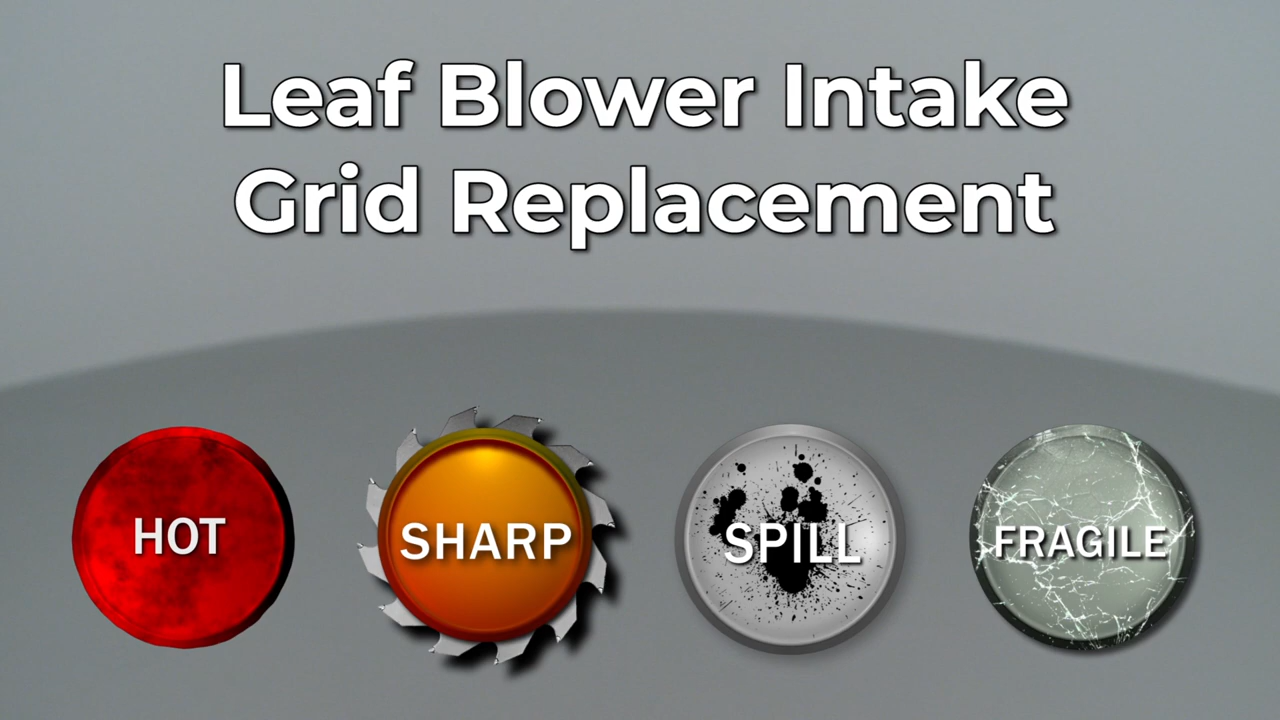 Leaf Blower Intake
Grid Replacement
HOT
SHARP
SPILL
FRAGILE